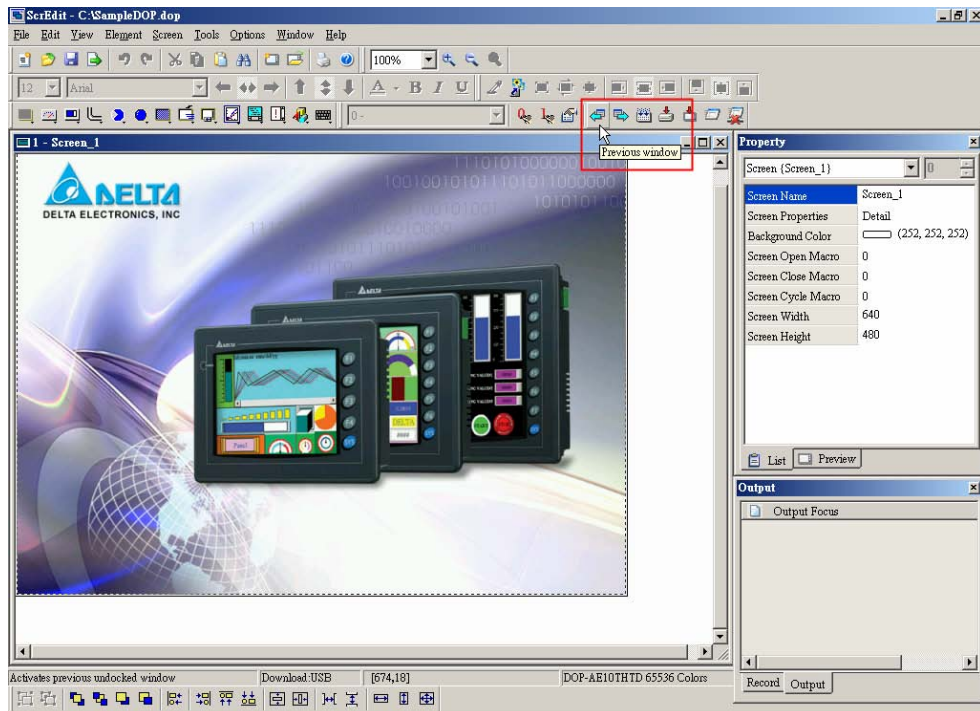 ScrEdit - C:\SampleDOP.dop
File Edit View Element Screen Tools Options Window Help
100%
12 Arial
A B I U
0 -
Previous window
1 - Screen_1
DELTA
DELTA ELECTRONICS, INC
Property
Screen {Screen_1} 0
Screen Name Screen_1
Screen Properties Detail
Background Color (252, 252, 252)
Screen Open Macro 0
Screen Close Macro 0
Screen Cycle Macro 0
Screen Width 640
Screen Height 480
List Preview
Output
Output Focus
Record Output
Activates previous undocked window Download:USB [674,18] DOP-AE10THTD 65536 Colors